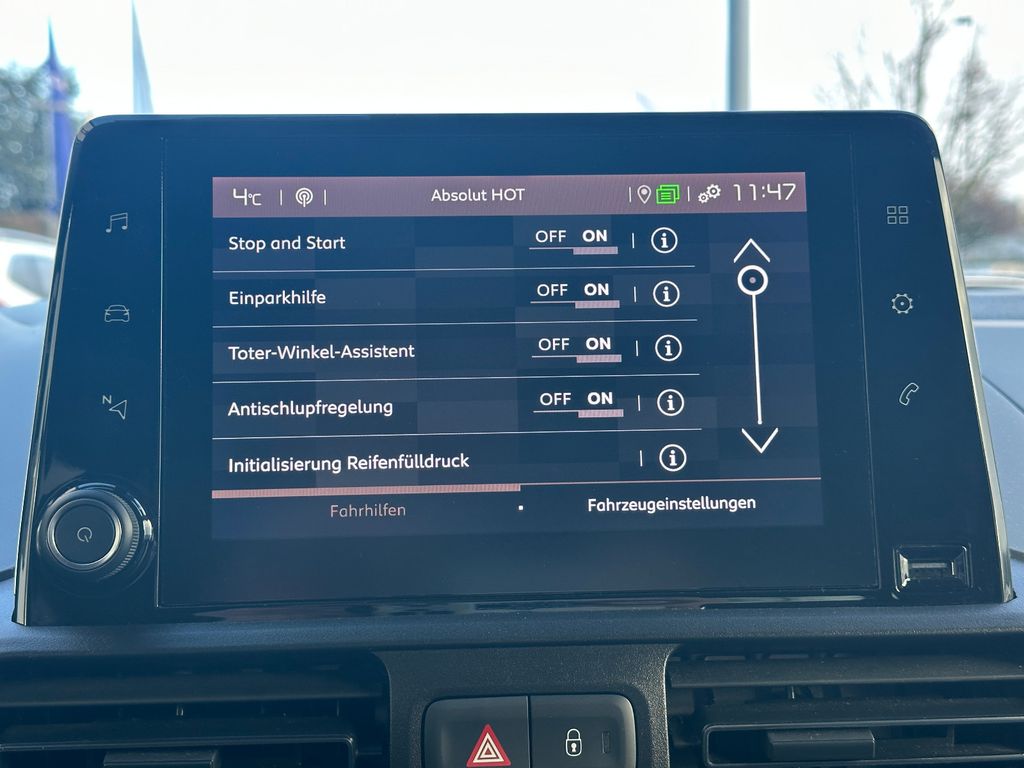 4°C Absolut HOT 11:47
Stop and Start OFF ON
Einparkhilfe OFF ON
Toter-Winkel-Assistent OFF ON
Antischlupfregelung OFF ON
Initialisierung Reifenfülldruck
Fahrhilfen Fahrzeugeinstellungen
N